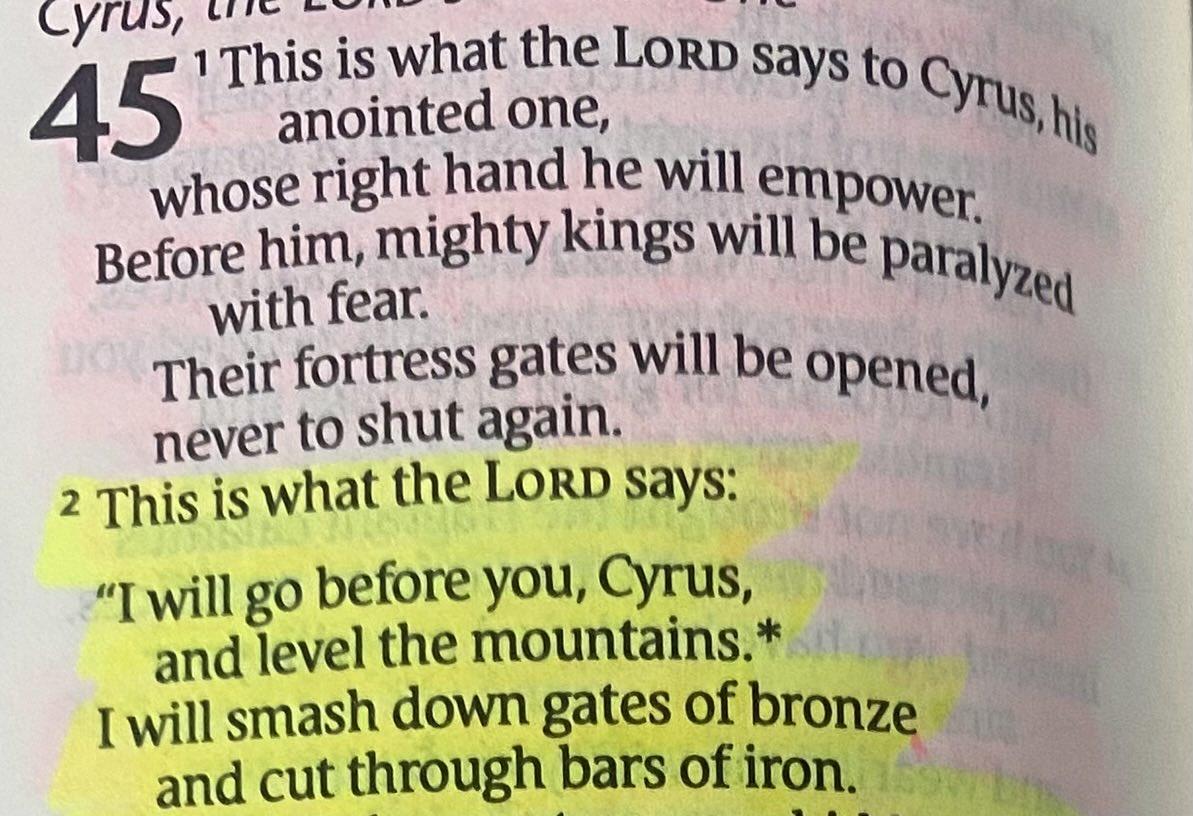 Cyrus, the LORD's
45 ¹ This is what the LORD says to Cyrus, his
anointed one,
whose right hand he will empower.
Before him, mighty kings will be paralyzed
with fear.
Their fortress gates will be opened,
never to shut again.
² This is what the LORD says:
“I will go before you, Cyrus,
and level the mountains.*
I will smash down gates of bronze
and cut through bars of iron.